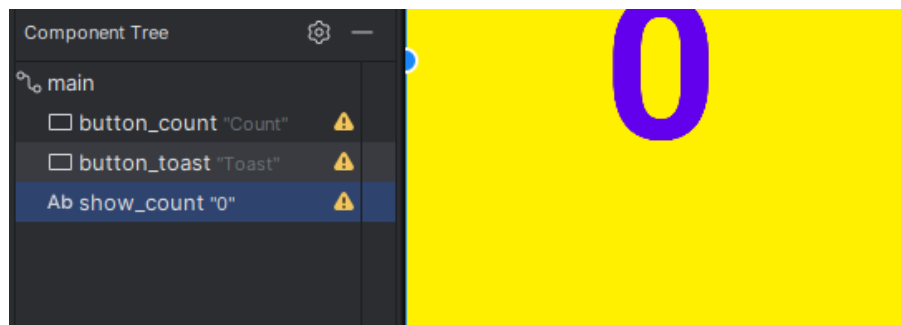 Component Tree
main
button_count "Count"
button_toast "Toast"
Ab show_count "0"
0